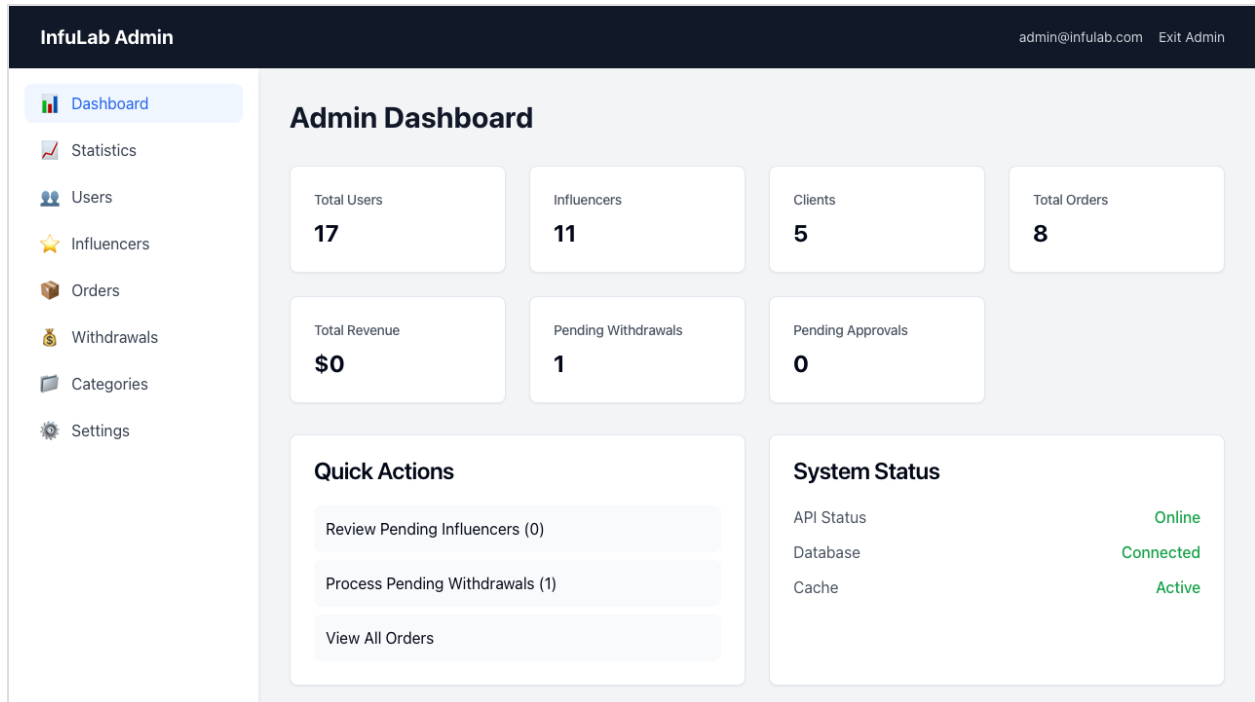 InfuLab Admin
admin@infulab.com Exit Admin
Dashboard
Statistics
Users
Influencers
Orders
Withdrawals
Categories
Settings
Admin Dashboard
Total Users
17
Influencers
11
Clients
5
Total Orders
8
Total Revenue
$0
Pending Withdrawals
1
Pending Approvals
0
Quick Actions
Review Pending Influencers (0)
Process Pending Withdrawals (1)
View All Orders
System Status
API Status Online
Database Connected
Cache Active